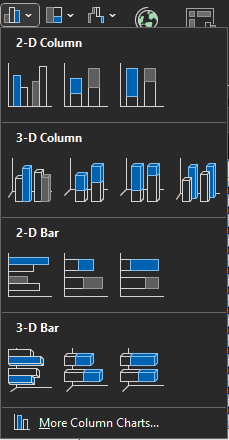 2-D Column
3-D Column
2-D Bar
3-D Bar
More Column Charts...